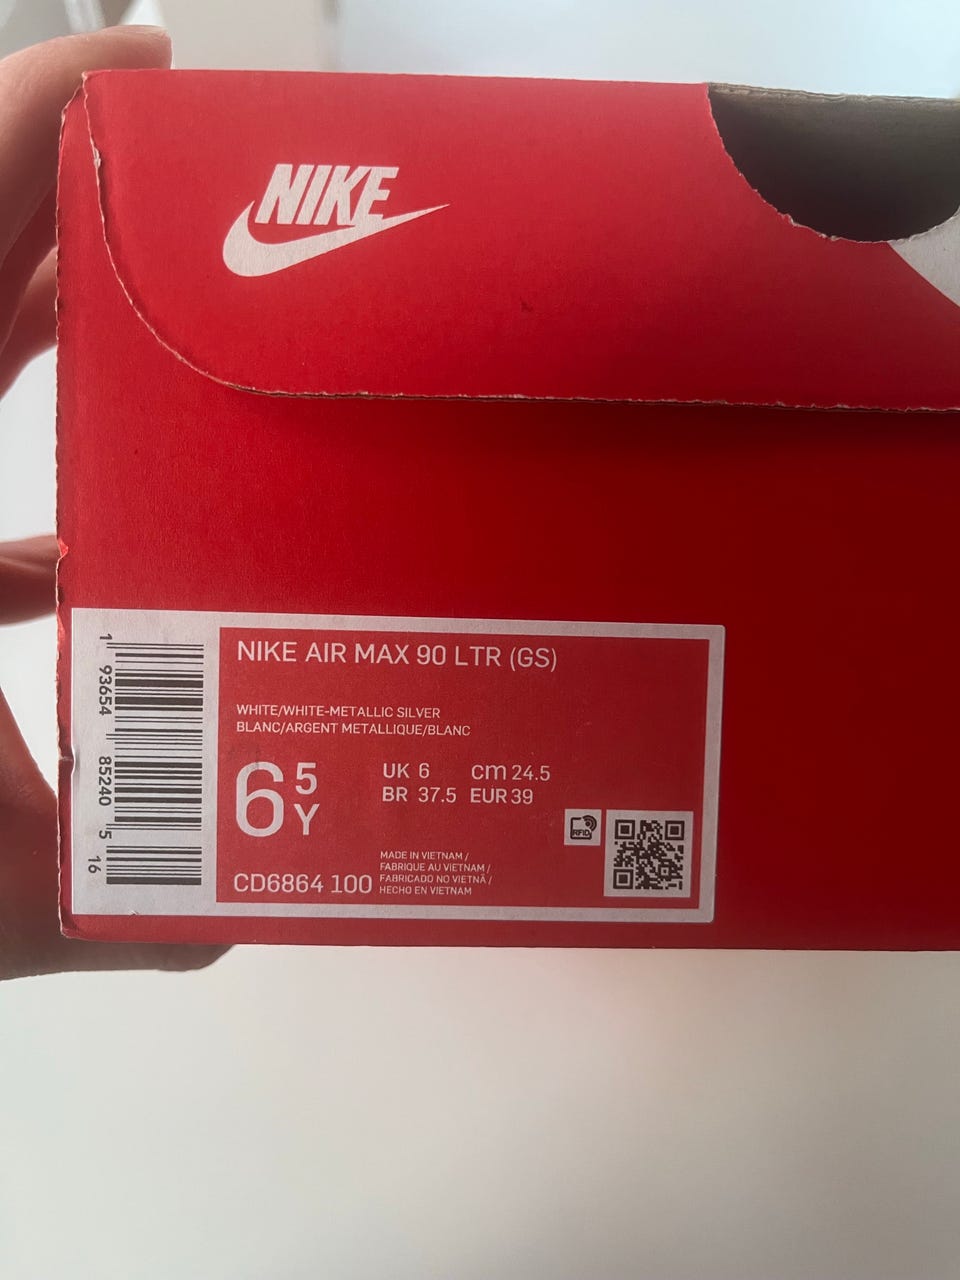 NIKE
NIKE AIR MAX 90 LTR (GS)
WHITE/WHITE-METALLIC SILVER
BLANC/ARGENT METALLIQUE/BLANC
6 5 Y
UK 6 cm 24.5
BR 37.5 EUR 39
MADE IN VIETNAM /
FABRIQUE AU VIETNAM /
FABRICADO NO VIETNÃ /
HECHO EN VIETNAM
CD6864 100
RFID
1 93654 85240 5 16